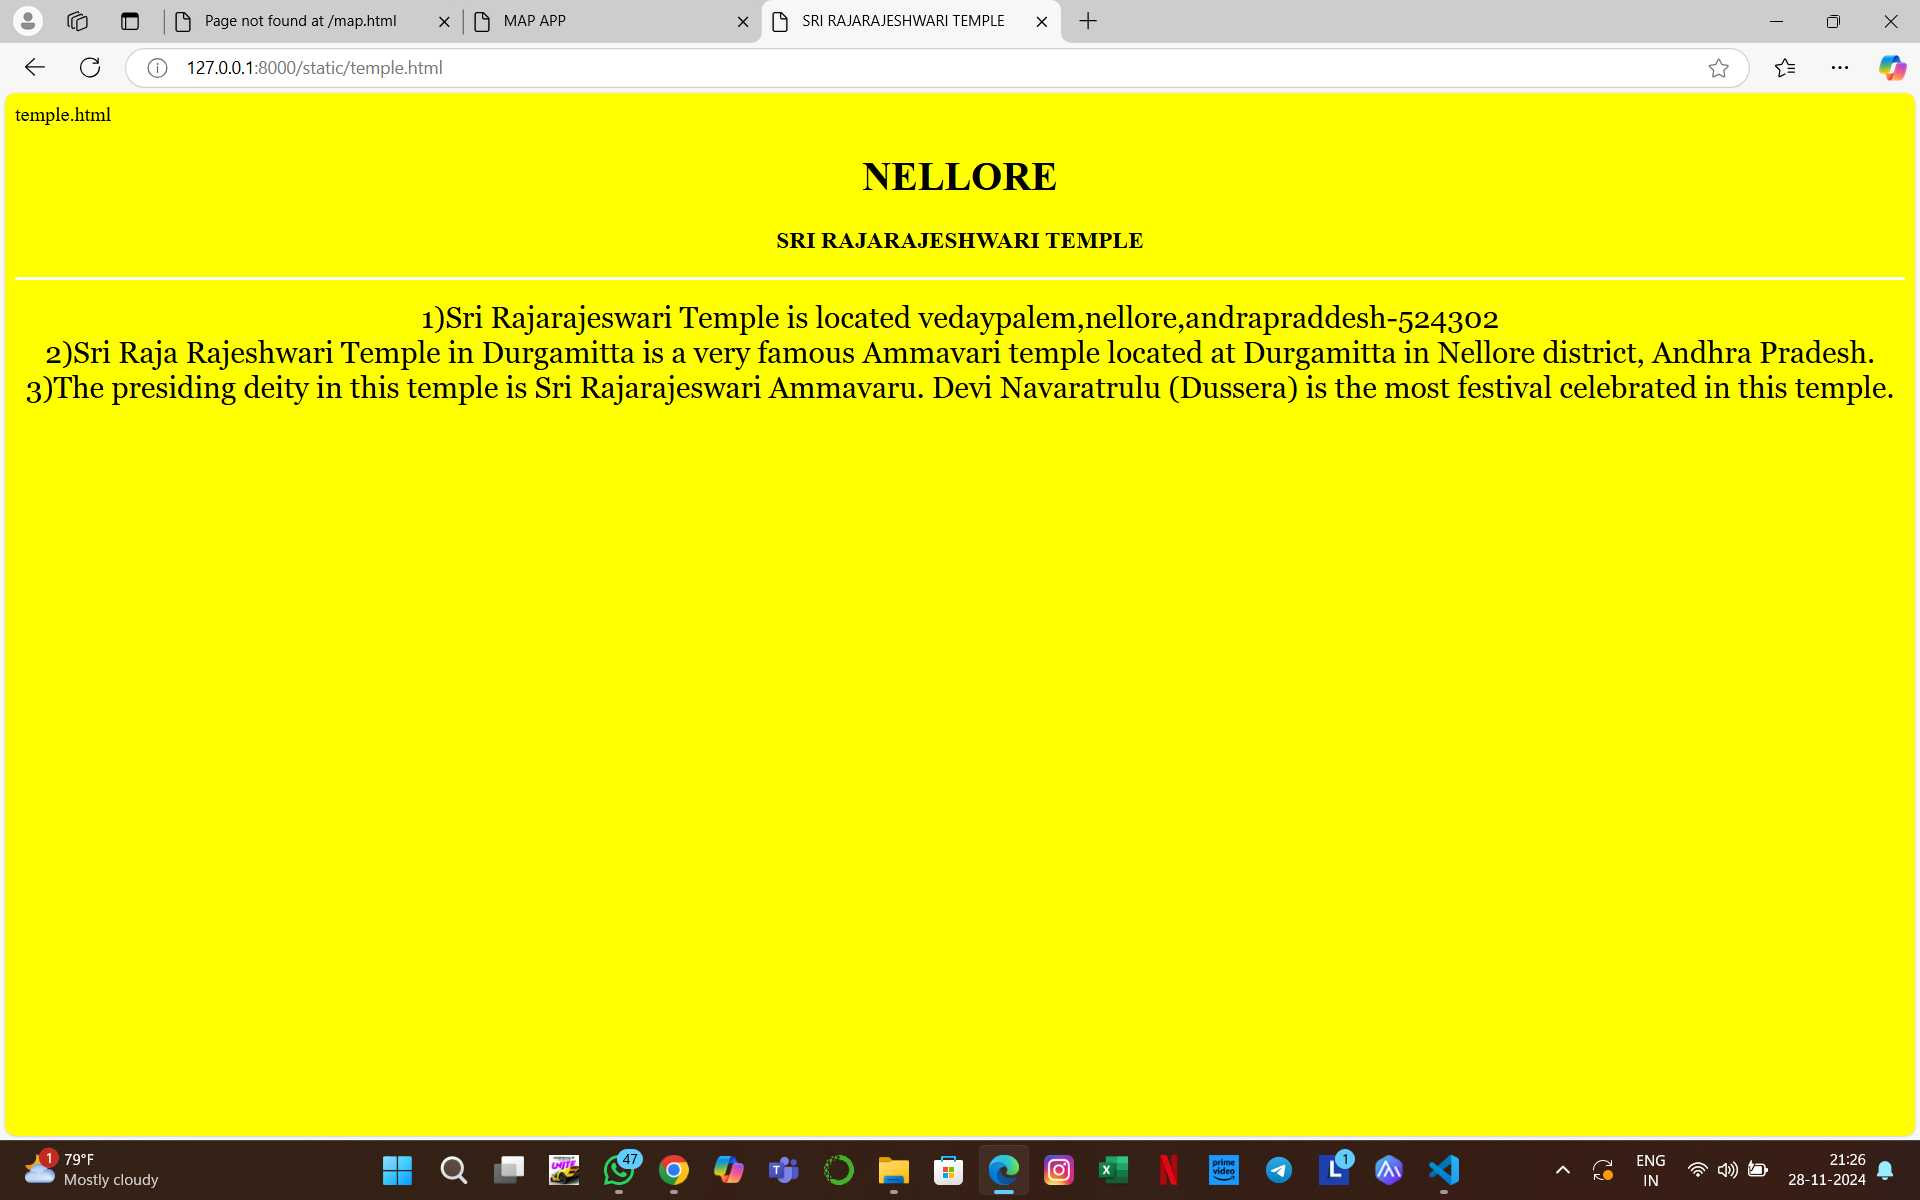 Page not found at /map.html
MAP APP
SRI RAJARAJESHWARI TEMPLE
127.0.0.1:8000/static/temple.html
temple.html
NELLORE
SRI RAJARAJESHWARI TEMPLE
1)Sri Rajarajeswari Temple is located vedaypalem,nellore,andrapraddesh-524302
2)Sri Raja Rajeshwari Temple in Durgamitta is a very famous Ammavari temple located at Durgamitta in Nellore district, Andhra Pradesh.
3)The presiding deity in this temple is Sri Rajarajeswari Ammavaru. Devi Navaratrulu (Dussera) is the most festival celebrated in this temple.
1
79°F
Mostly cloudy
UNITE
47
prime video
L
1
ENG
IN
21:26
28-11-2024